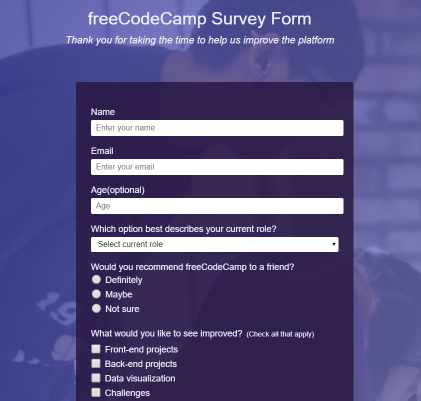 freeCodeCamp Survey Form
Thank you for taking the time to help us improve the platform
Name
Enter your name
Email
Enter your email
Age(optional)
Age
Which option best describes your current role?
Select current role
Would you recommend freeCodeCamp to a friend?
Definitely
Maybe
Not sure
What would you like to see improved? (Check all that apply)
Front-end projects
Back-end projects
Data visualization
Challenges